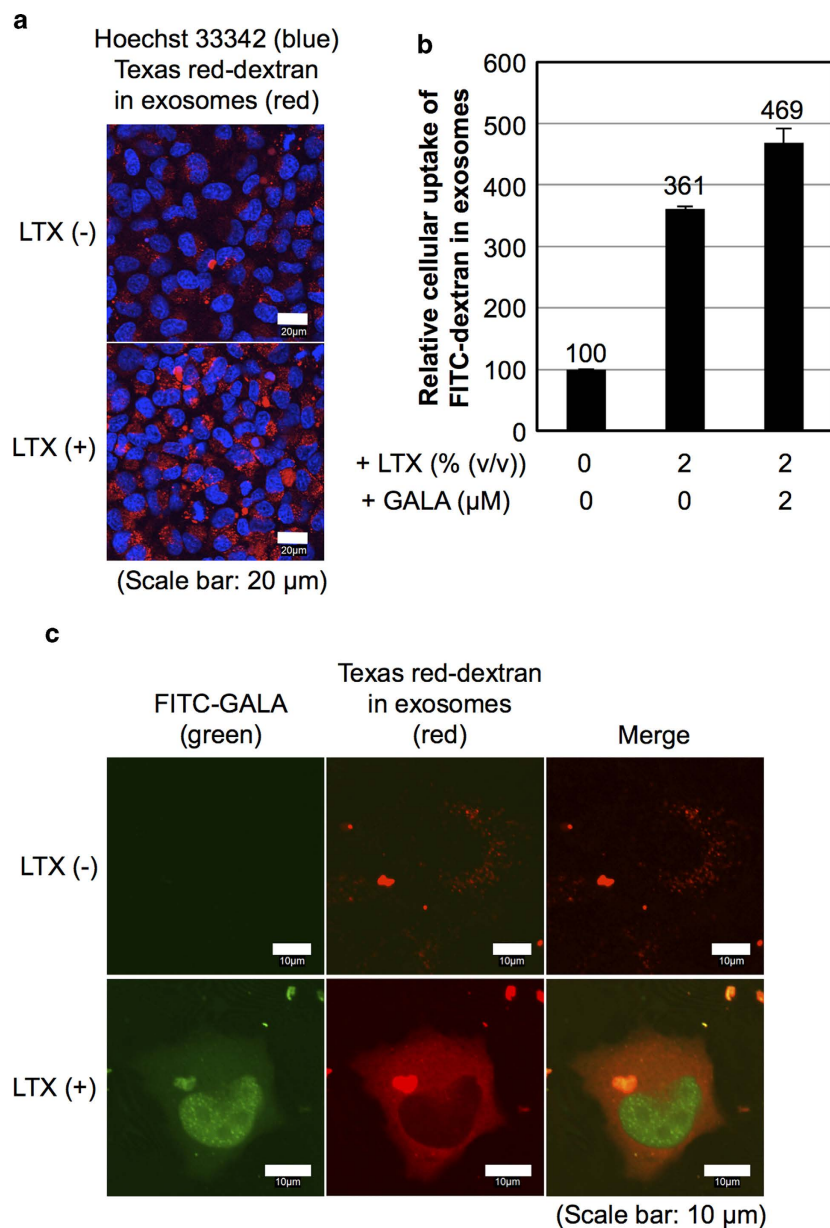 a
Hoechst 33342 (blue)
Texas red-dextran
in exosomes (red)
LTX (-)
20μm
LTX (+)
20μm
(Scale bar: 20 μm)
b
Relative cellular uptake of
FITC-dextran in exosomes
600
500
400
300
200
100
0
100
361
469
+ LTX (% (v/v)) 0 2 2
+ GALA (μM) 0 0 2
c
FITC-GALA
(green)
Texas red-dextran
in exosomes
(red)
Merge
LTX (-)
10μm 10μm 10μm
LTX (+)
10μm 10μm 10μm
(Scale bar: 10 μm)